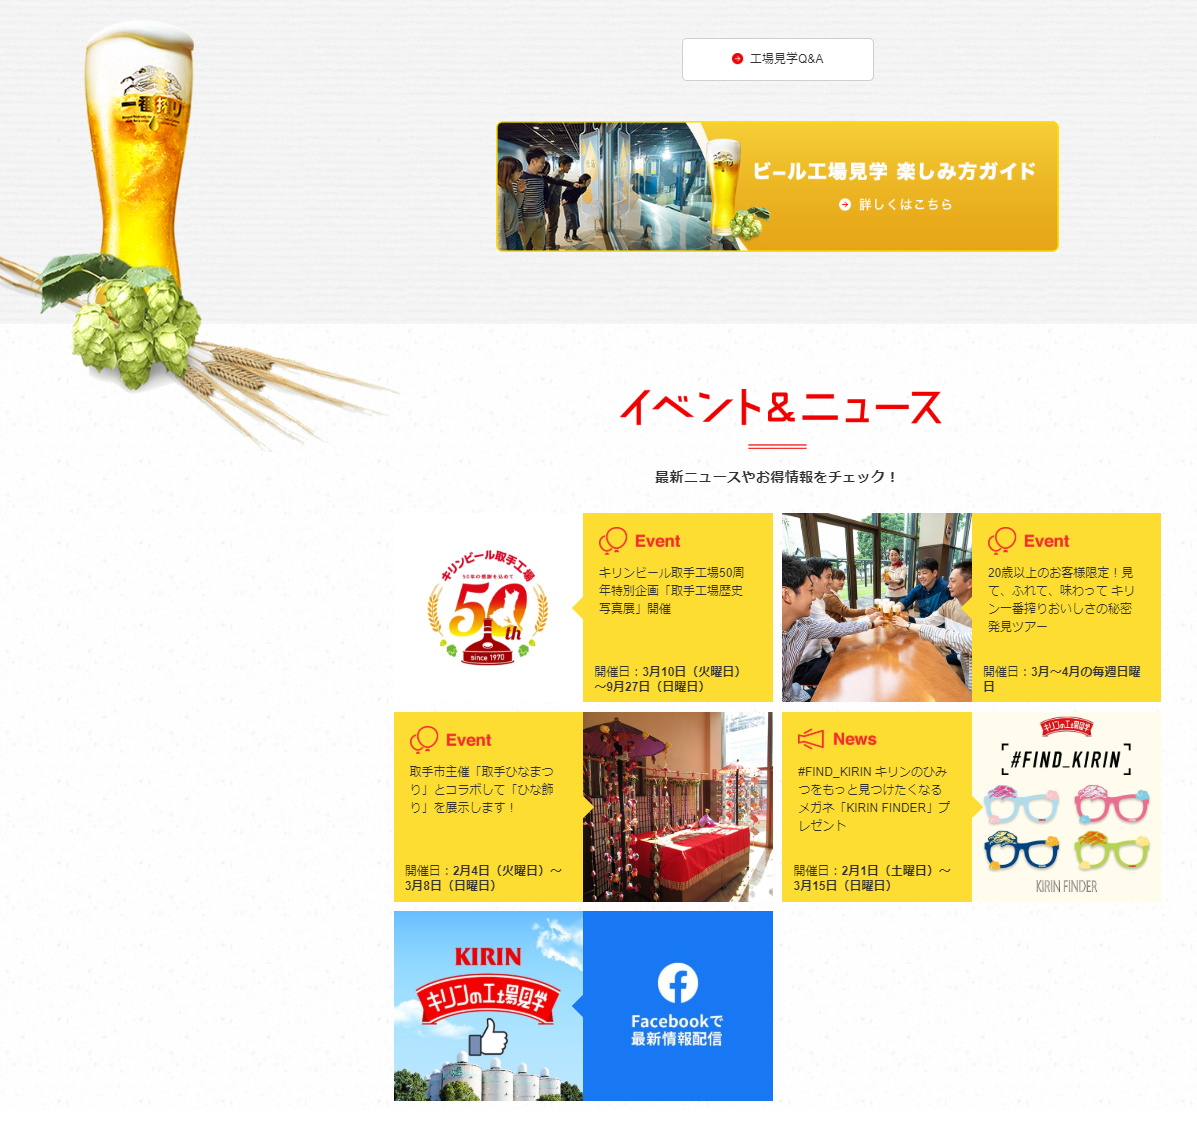 一番搾り
工場見学Q&A
ビール工場見学 楽しみ方ガイド
詳しくはこちら
イベント&ニュース
最新ニュースやお得情報をチェック！
キリンビール取手工場
50年の感謝を込めて
50th
since 1970
Event
キリンビール取手工場50周
年特別企画「取手工場歴史
写真展」開催
開催日：3月10日（火曜日）
～9月27日（日曜日）
Event
20歳以上のお客様限定！見
て、ふれて、味わって キリ
ン一番搾りおいしさの秘密
発見ツアー
開催日：3月～4月の毎週日曜
日
Event
取手市主催「取手ひなまつ
り」とコラボして「ひな飾
り」を展示します！
開催日：2月4日（火曜日）～
3月8日（日曜日）
News
#FIND_KIRIN キリンのひみ
つをもっと見つけたくなる
メガネ「KIRIN FINDER」プ
レゼント
開催日：2月1日（土曜日）～
3月15日（日曜日）
キリンの工場見学
#FIND_KIRIN
KIRIN FINDER
KIRIN
キリンの工場見学
Facebookで
最新情報配信